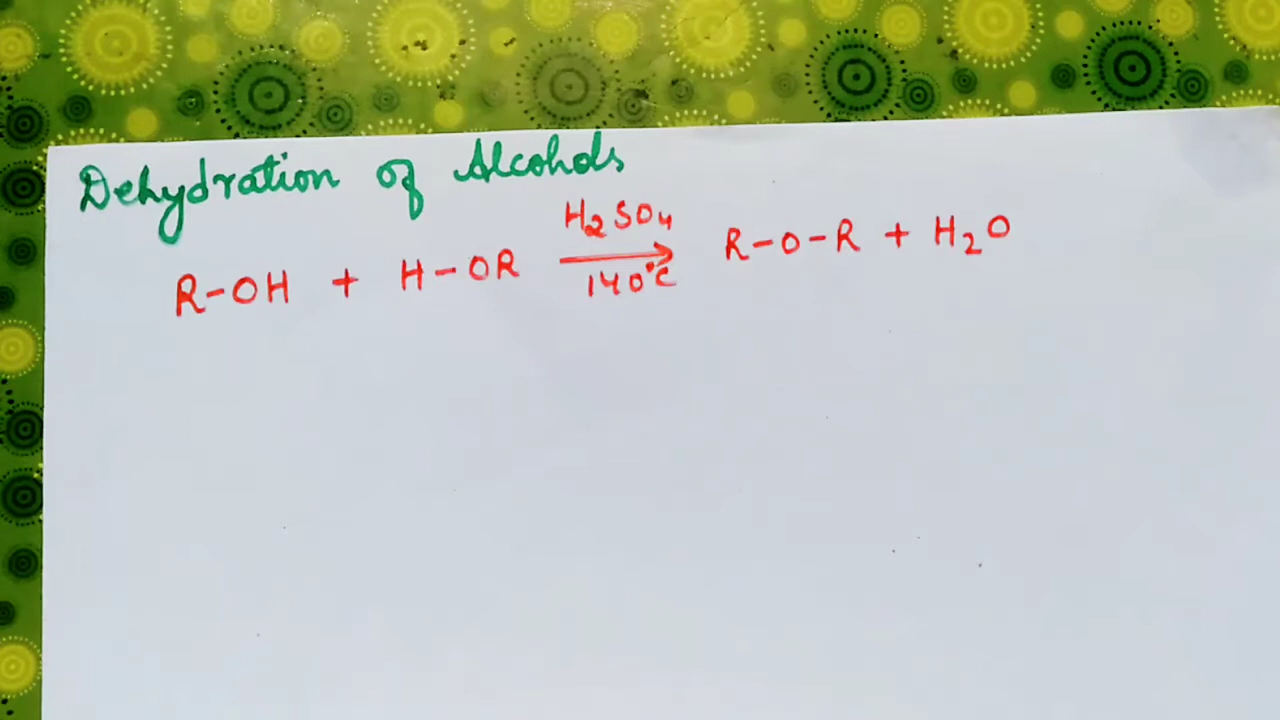 Dehydration of Alcohols
H₂SO₄
R-OH + H-OR ⟶ R-O-R + H₂O
140°C